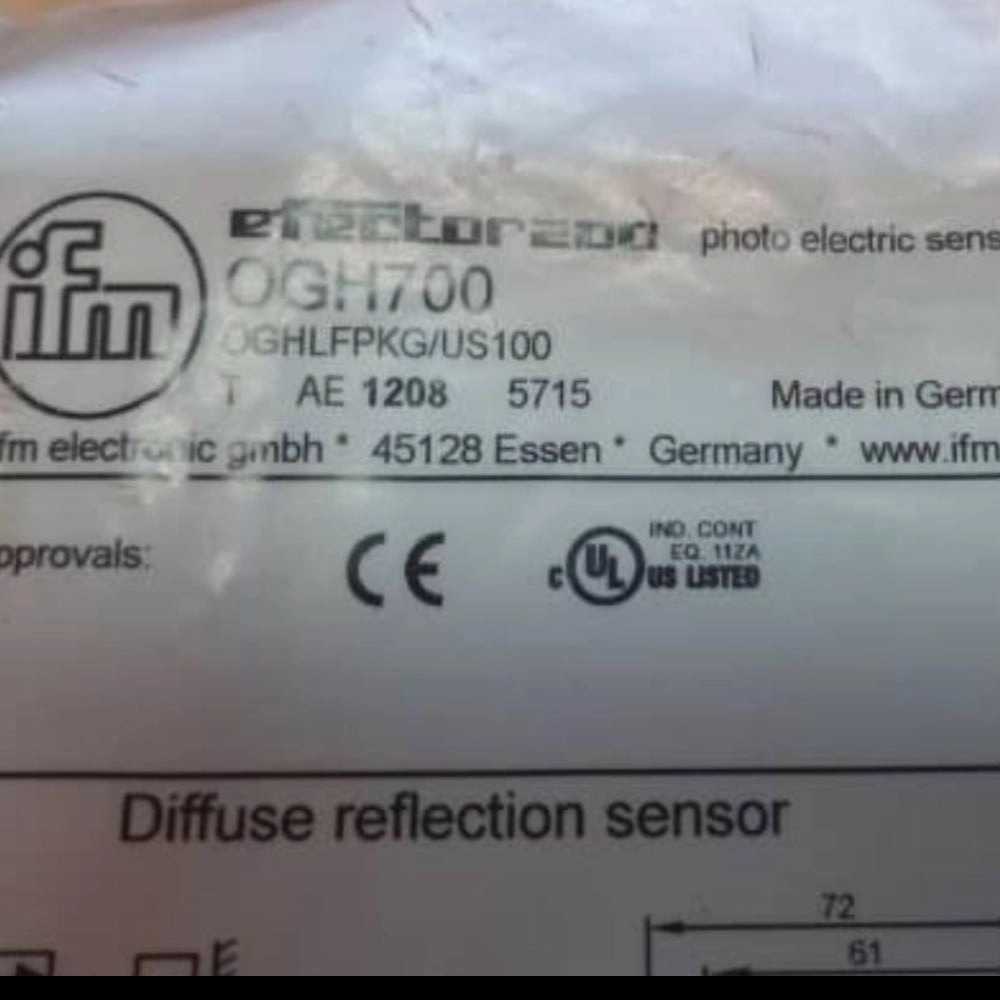 ifm
efector200 photo electric sens
OGH700
OGHLFPKG/US100
T AE 1208 5715 Made in Germ
fm electronic gmbh * 45128 Essen * Germany * www.ifm
pprovals:
CE
c UL US LISTED
IND. CONT
EQ. 11ZA
Diffuse reflection sensor
72
61